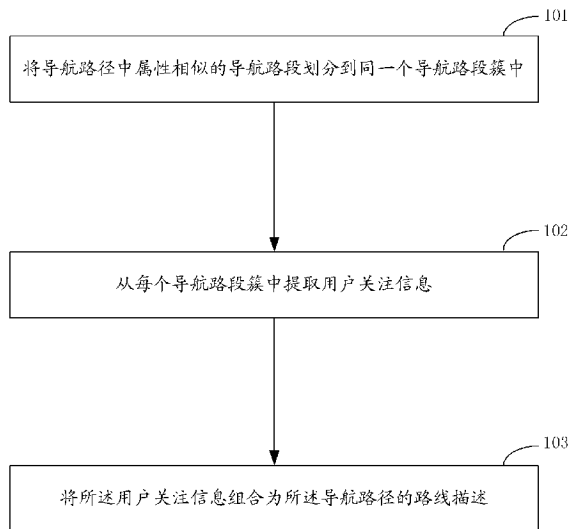 101
将导航路径中属性相似的导航路段划分到同一个导航路段簇中
102
从每个导航路段簇中提取用户关注信息
103
将所述用户关注信息组合为所述导航路径的路线描述